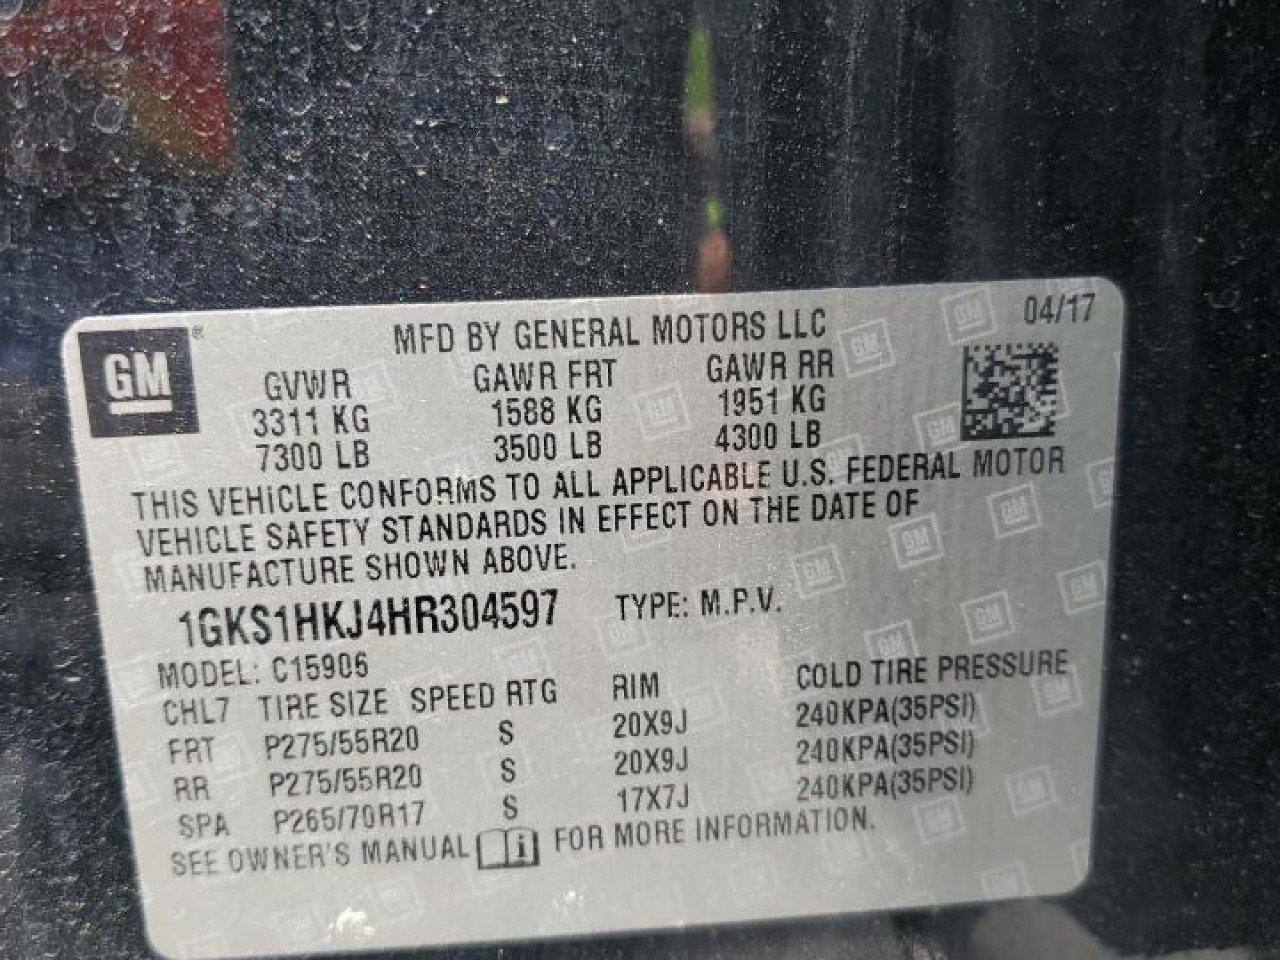 GM®
MFD BY GENERAL MOTORS LLC 04/17
GVWR GAWR FRT GAWR RR
3311 KG 1588 KG 1951 KG
7300 LB 3500 LB 4300 LB
THIS VEHICLE CONFORMS TO ALL APPLICABLE U.S. FEDERAL MOTOR
VEHICLE SAFETY STANDARDS IN EFFECT ON THE DATE OF
MANUFACTURE SHOWN ABOVE.
1GKS1HKJ4HR304597 TYPE: M.P.V.
MODEL: C15906
CHL7 TIRE SIZE SPEED RTG RIM COLD TIRE PRESSURE
FRT P275/55R20 S 20X9J 240KPA(35PSI)
RR P275/55R20 S 20X9J 240KPA(35PSI)
SPA P265/70R17 S 17X7J 240KPA(35PSI)
SEE OWNER'S MANUAL i FOR MORE INFORMATION.